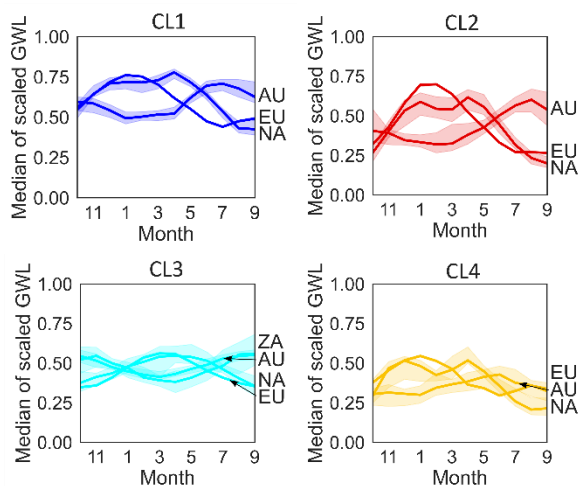 CL1
Median of scaled GWL
1.00
0.75
0.50
0.25
0.00
AU
EU
NA
11 1 3 5 7 9
Month
CL2
Median of scaled GWL
1.00
0.75
0.50
0.25
0.00
AU
EU
NA
11 1 3 5 7 9
Month
CL3
Median of scaled GWL
1.00
0.75
0.50
0.25
0.00
ZA
AU
NA
EU
11 1 3 5 7 9
Month
CL4
Median of scaled GWL
1.00
0.75
0.50
0.25
0.00
EU
AU
NA
11 1 3 5 7 9
Month